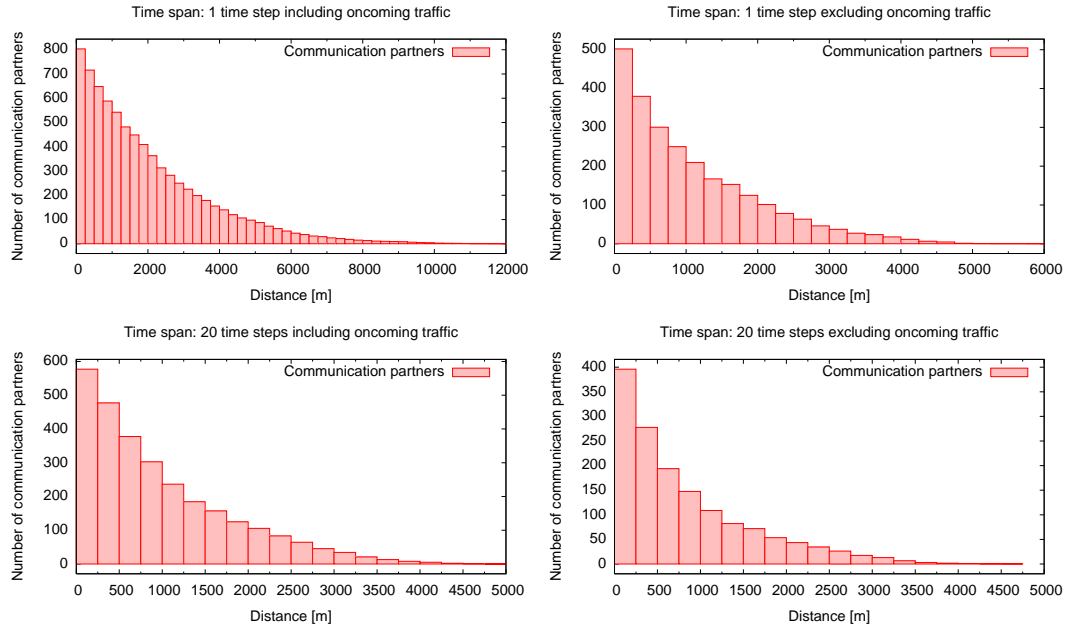 Time span: 1 time step including oncoming traffic
Number of communication partners
800
700
600
500
400
300
200
100
0
Communication partners
0 2000 4000 6000 8000 10000 12000
Distance [m]
Time span: 1 time step excluding oncoming traffic
Number of communication partners
500
400
300
200
100
0
Communication partners
0 1000 2000 3000 4000 5000 6000
Distance [m]
Time span: 20 time steps including oncoming traffic
Number of communication partners
600
500
400
300
200
100
0
Communication partners
0 500 1000 1500 2000 2500 3000 3500 4000 4500 5000
Distance [m]
Time span: 20 time steps excluding oncoming traffic
Number of communication partners
400
350
300
250
200
150
100
50
0
Communication partners
0 500 1000 1500 2000 2500 3000 3500 4000 4500 5000
Distance [m]